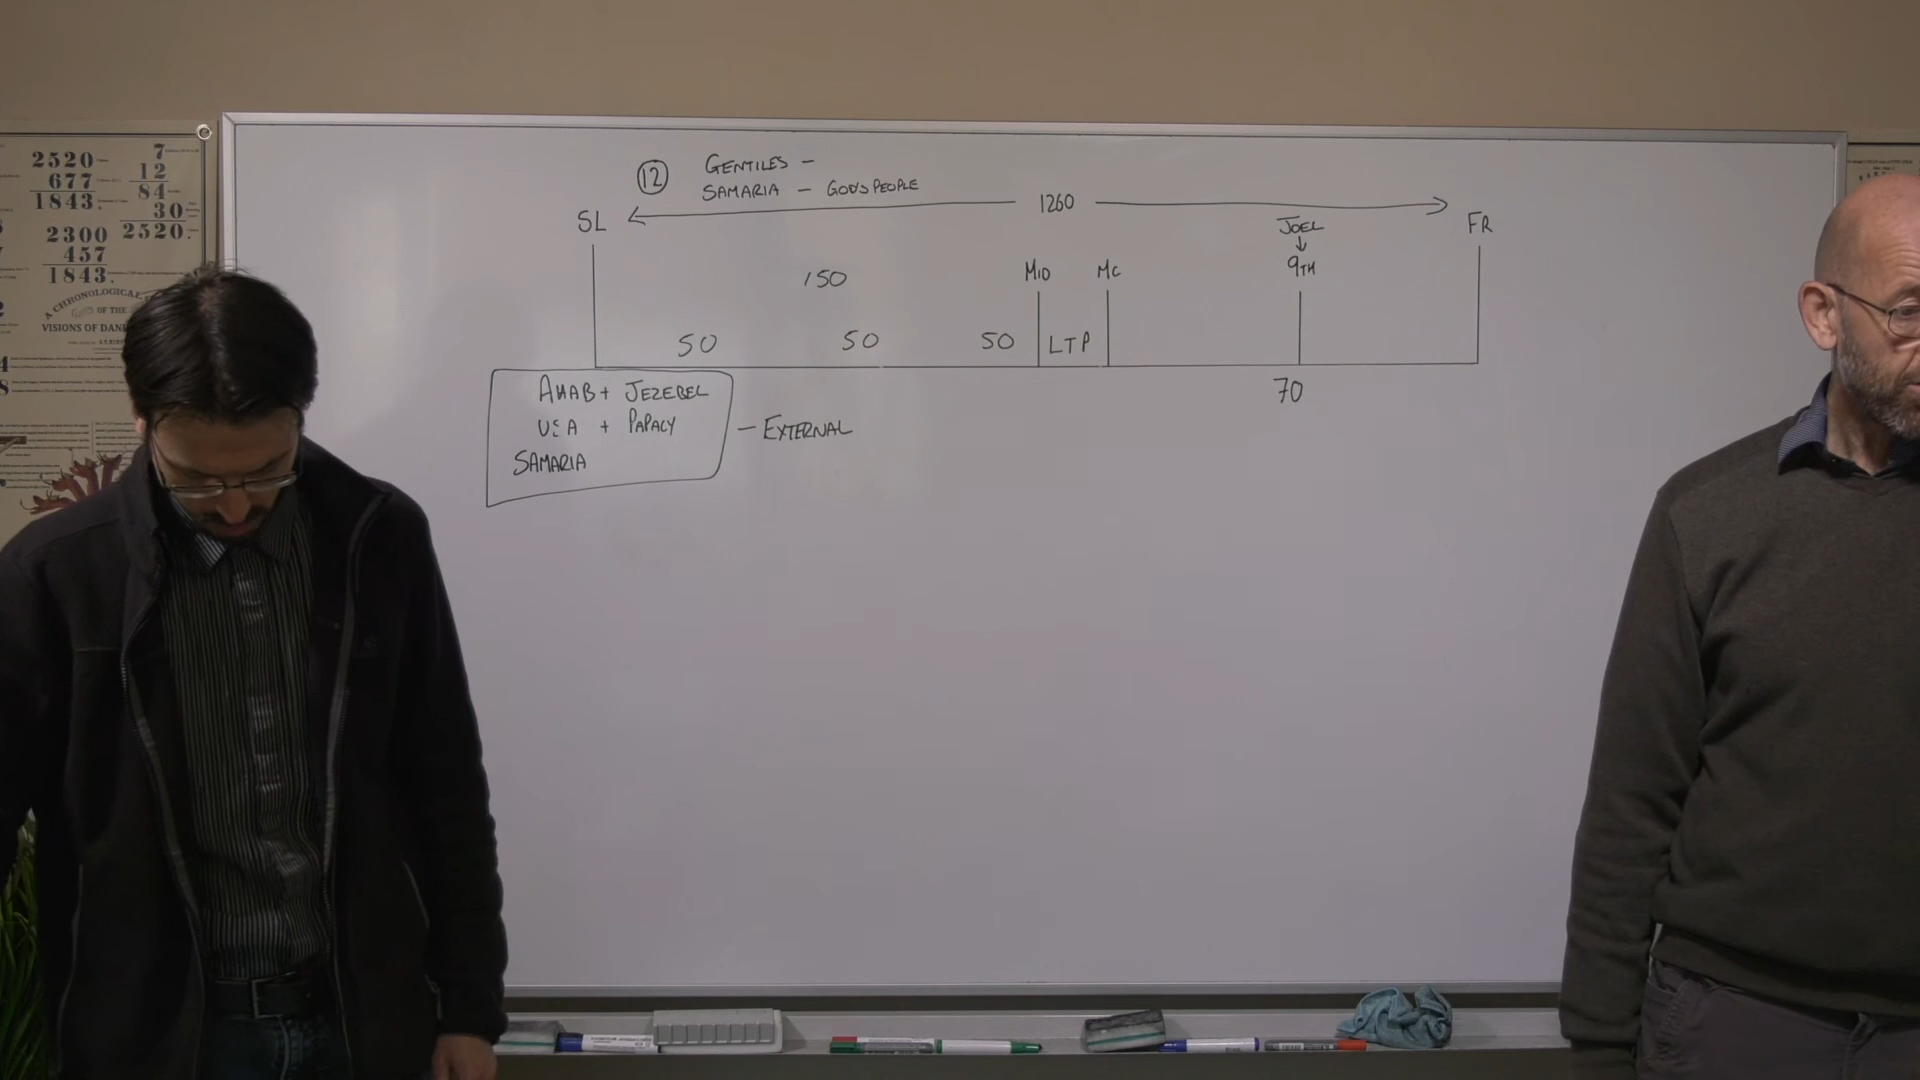 2520
677
1843.
2300
457
1843.
7
12
84
30
2520.
A CHRONOLOGICAL
OF THE
VISIONS OF DAN
12 GENTILES -
SAMARIA - GOD'S PEOPLE
SL 1260 FR
JOEL
↓
9TH
150 MID MC
50 50 50 LTP
70
AHAB + JEZEBEL
USA + PAPACY - EXTERNAL
SAMARIA